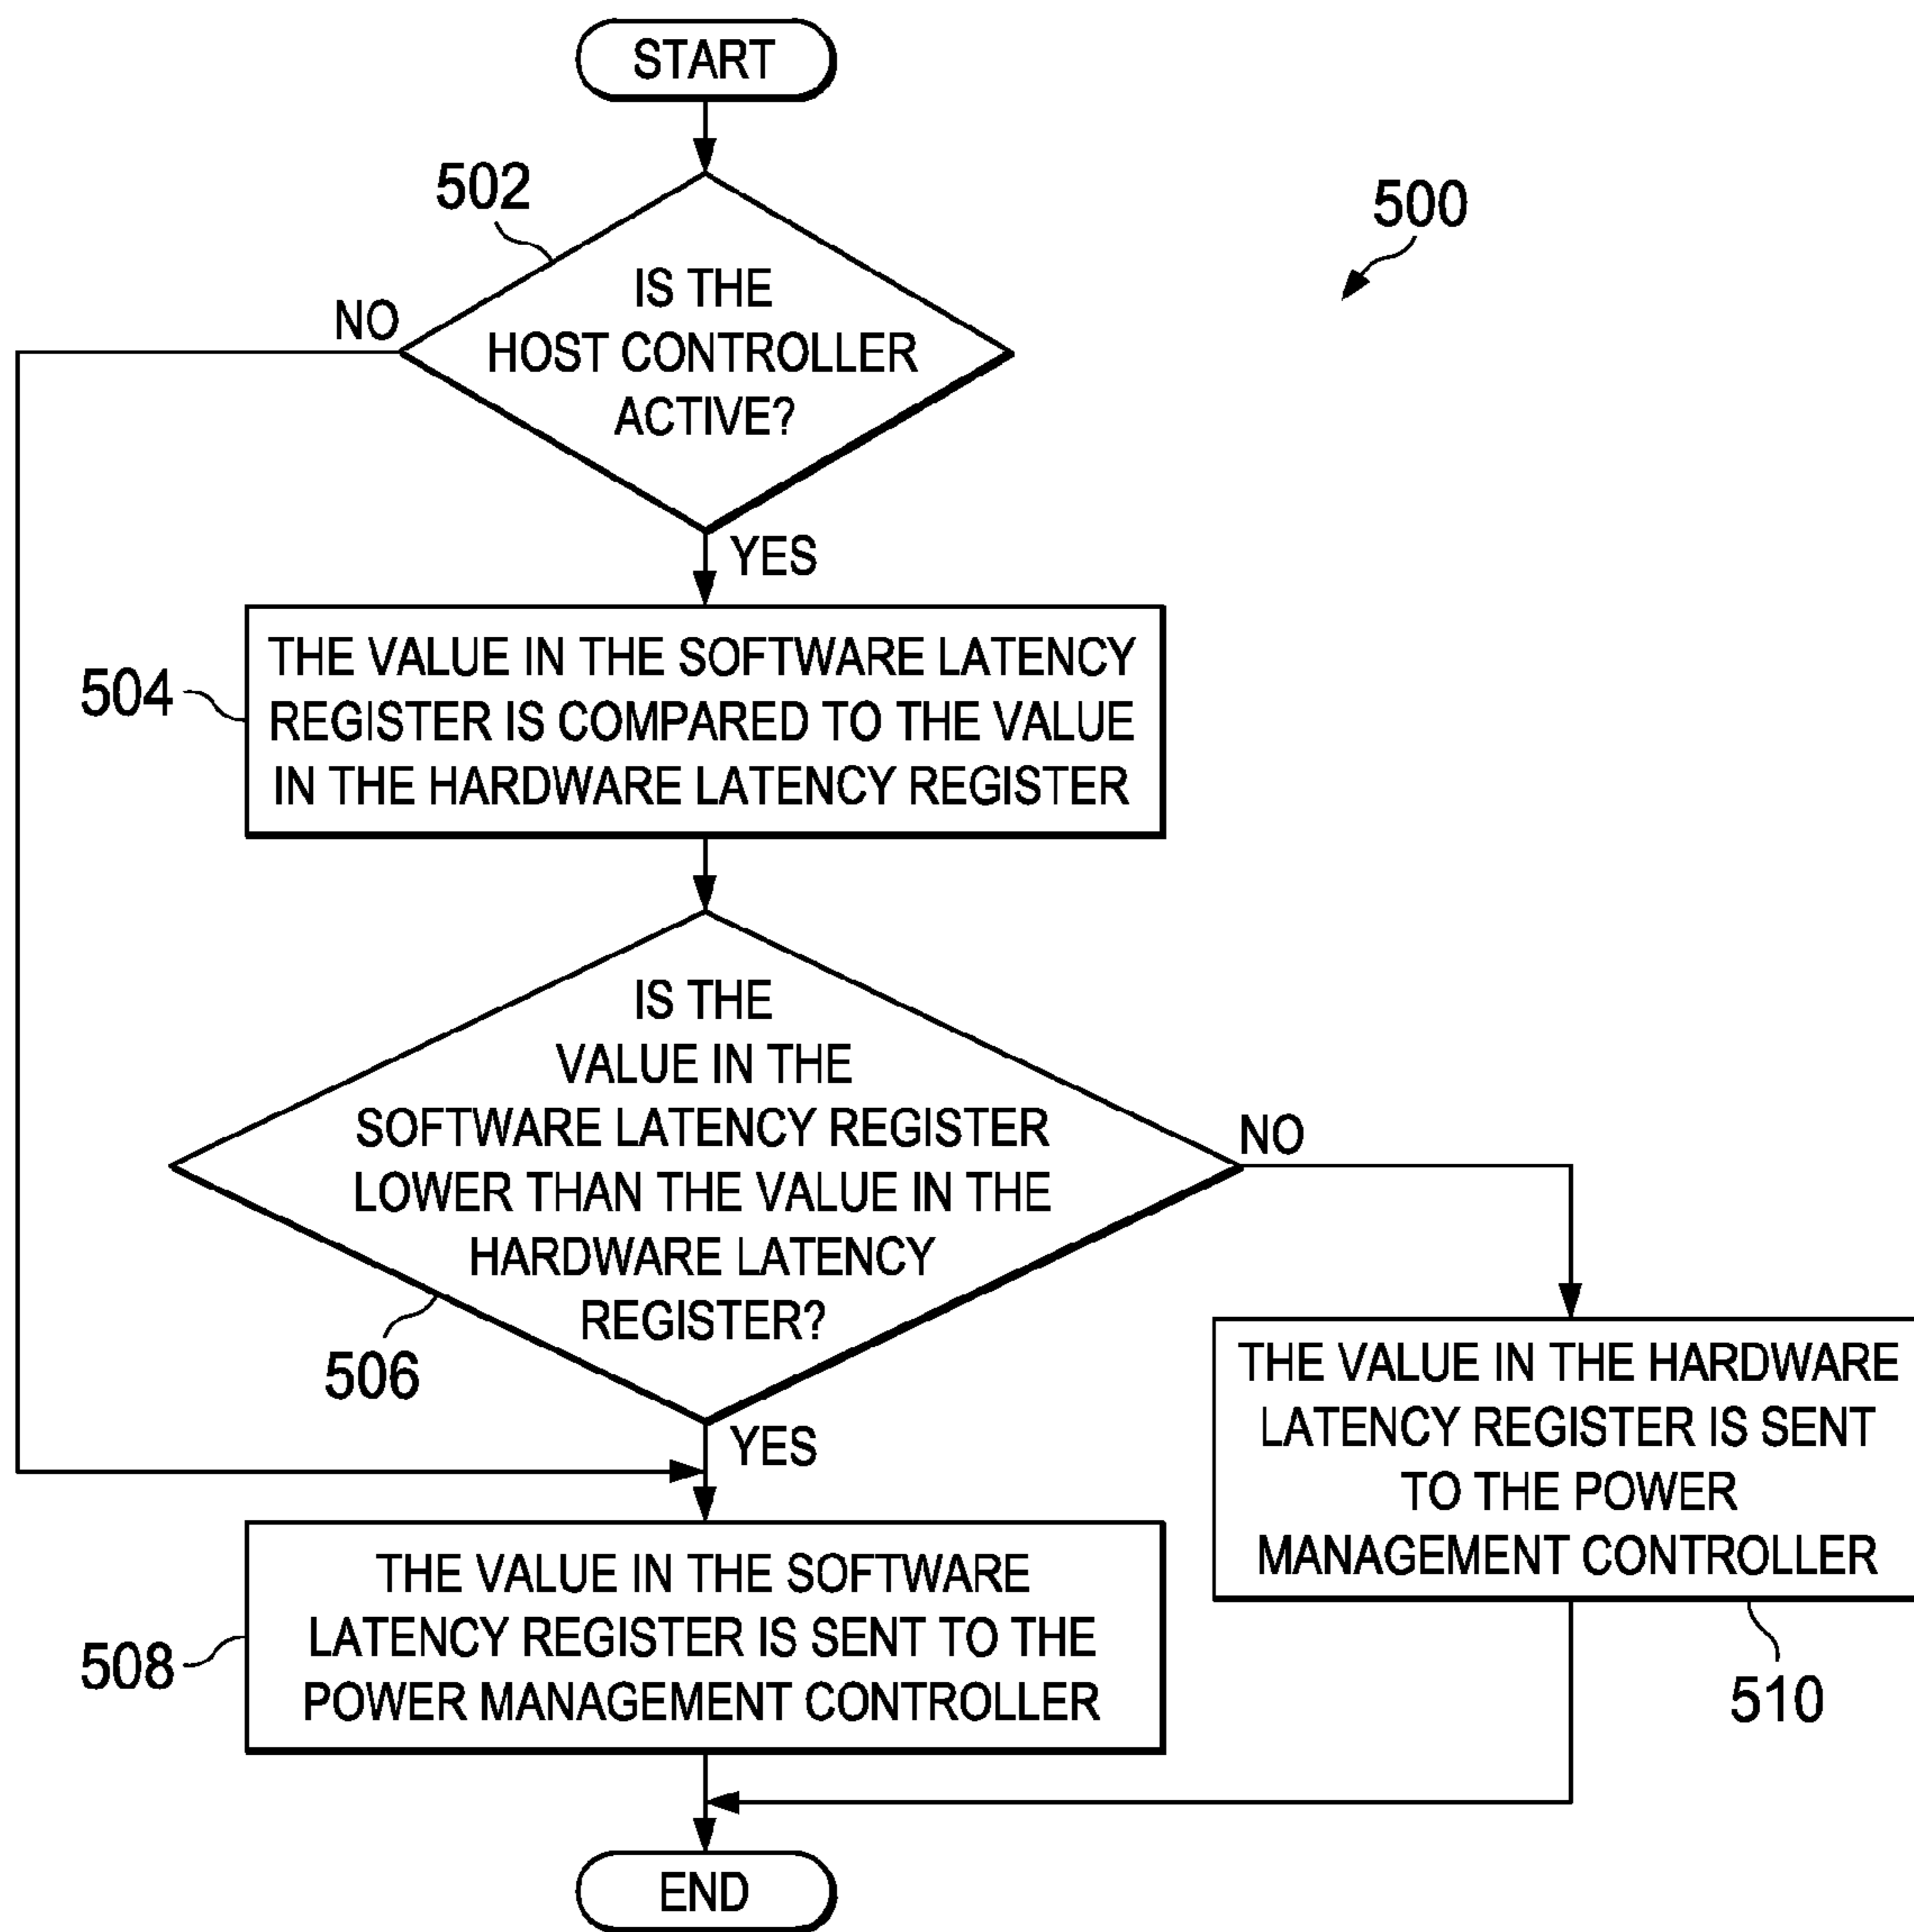 START
502
500
IS THE
HOST CONTROLLER
ACTIVE?
NO
YES
504
THE VALUE IN THE SOFTWARE LATENCY
REGISTER IS COMPARED TO THE VALUE
IN THE HARDWARE LATENCY REGISTER
IS THE
VALUE IN THE
SOFTWARE LATENCY REGISTER
LOWER THAN THE VALUE IN THE
HARDWARE LATENCY
REGISTER?
NO
506
YES
THE VALUE IN THE HARDWARE
LATENCY REGISTER IS SENT
TO THE POWER
MANAGEMENT CONTROLLER
510
508
THE VALUE IN THE SOFTWARE
LATENCY REGISTER IS SENT TO THE
POWER MANAGEMENT CONTROLLER
END